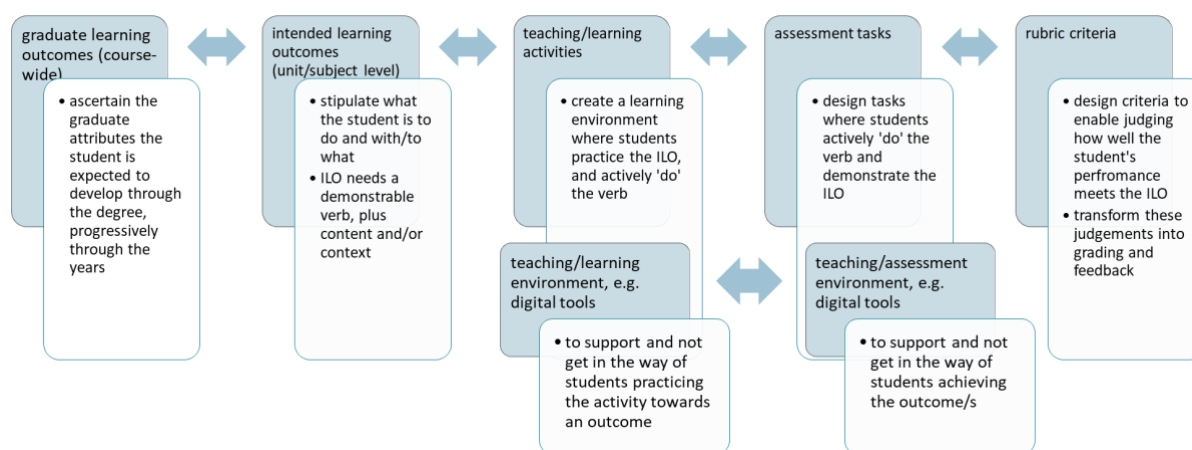 graduate learning
outcomes (course-
wide)
• ascertain the
graduate
attributes the
student is
expected to
develop through
the degree,
progressively
through the
years
intended learning
outcomes
(unit/subject level)
• stipulate what
the student is to
do and with/to
what
• ILO needs a
demonstrable
verb, plus
content and/or
context
teaching/learning
activities
• create a learning
environment
where students
practice the ILO,
and actively 'do'
the verb
assessment tasks
• design tasks
where students
actively 'do' the
verb and
demonstrate the
ILO
rubric criteria
• design criteria to
enable judging
how well the
student's
perfromance
meets the ILO
• transform these
judgements into
grading and
feedback
teaching/learning
environment, e.g.
digital tools
• to support and not
get in the way of
students practicing
the activity towards
an outcome
teaching/assessment
environment, e.g.
digital tools
• to support and not
get in the way of
students achieving
the outcome/s